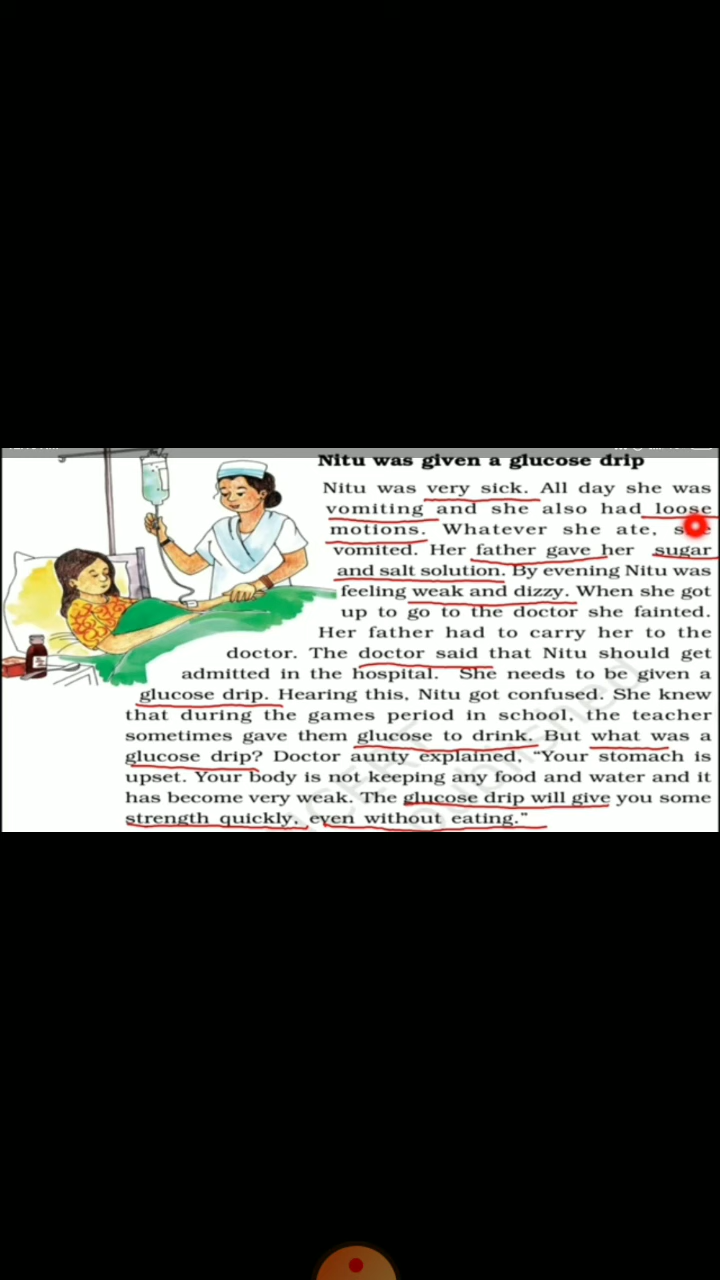 Nitu was given a glucose drip
Nitu was very sick. All day she was
vomiting and she also had loose
motions. Whatever she ate, she
vomited. Her father gave her sugar
and salt solution. By evening Nitu was
feeling weak and dizzy. When she got
up to go to the doctor she fainted.
Her father had to carry her to the
doctor. The doctor said that Nitu should get
admitted in the hospital. She needs to be given a
glucose drip. Hearing this, Nitu got confused. She knew
that during the games period in school, the teacher
sometimes gave them glucose to drink. But what was a
glucose drip? Doctor aunty explained, “Your stomach is
upset. Your body is not keeping any food and water and it
has become very weak. The glucose drip will give you some
strength quickly, even without eating.”